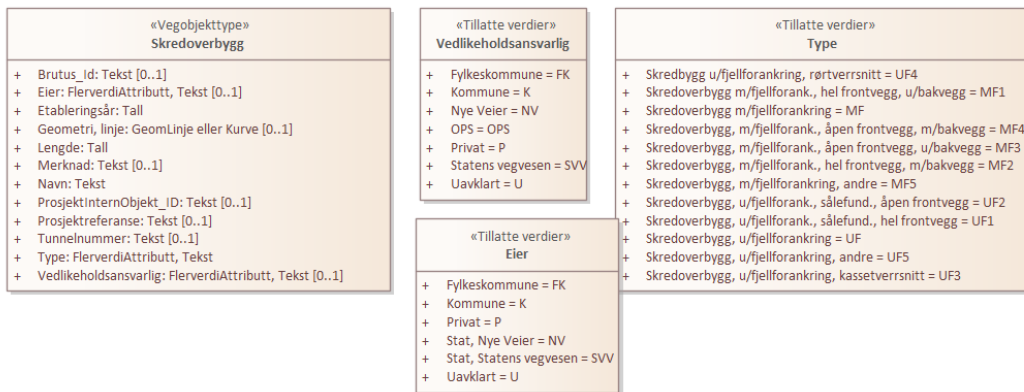 «Vegobjekttype»
Skredoverbygg
+ Brutus_Id: Tekst [0..1]
+ Eier: FlerverdiAttributt, Tekst [0..1]
+ Etableringsår: Tall
+ Geometri, linje: GeomLinje eller Kurve [0..1]
+ Lengde: Tall
+ Merknad: Tekst [0..1]
+ Navn: Tekst
+ ProsjektInternObjekt_ID: Tekst [0..1]
+ Prosjektreferanse: Tekst [0..1]
+ Tunnelnummer: Tekst [0..1]
+ Type: FlerverdiAttributt, Tekst
+ Vedlikeholdsansvarlig: FlerverdiAttributt, Tekst [0..1]
«Tillatte verdier»
Vedlikeholdsansvarlig
+ Fylkeskommune = FK
+ Kommune = K
+ Nye Veier = NV
+ OPS = OPS
+ Privat = P
+ Statens vegvesen = SVV
+ Uavklart = U
«Tillatte verdier»
Eier
+ Fylkeskommune = FK
+ Kommune = K
+ Privat = P
+ Stat, Nye Veier = NV
+ Stat, Statens vegvesen = SVV
+ Uavklart = U
«Tillatte verdier»
Type
+ Skredbygg u/fjellforankring, rørtverrsnitt = UF4
+ Skredoverbygg m/fjellforank., hel frontvegg, u/bakvegg = MF1
+ Skredoverbygg m/fjellforankring = MF
+ Skredoverbygg, m/fjellforank., åpen frontvegg, m/bakvegg = MF4
+ Skredoverbygg, m/fjellforank., åpen frontvegg, u/bakvegg = MF3
+ Skredoverbygg, m/fjellforank., hel frontvegg, m/bakvegg = MF2
+ Skredoverbygg, m/fjellforankring, andre = MF5
+ Skredoverbygg, u/fjellforank., sålefund., åpen frontvegg = UF2
+ Skredoverbygg, u/fjellforank., sålefund., hel frontvegg = UF1
+ Skredoverbygg, u/fjellforankring = UF
+ Skredoverbygg, u/fjellforankring, andre = UF5
+ Skredoverbygg, u/fjellforankring, kassetverrsnitt = UF3